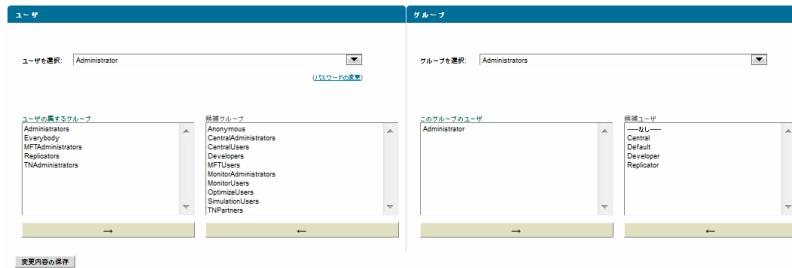 ユーザ
グループ
ユーザを選択: Administrator
(パスワードの変更)
グループを選択: Administrators
ユーザの属するグループ
Administrators
Everybody
MFTAdministrators
Replicators
TNAdministrators
候補グループ
Anonymous
CentralAdministrators
CentralUsers
Developers
MFTUsers
MonitorAdministrators
MonitorUsers
OptimizeUsers
SimulationUsers
TNPartners
このグループのユーザ
Administrator
候補ユーザ
-----なし-----
Central
Default
Developer
Replicator
→
←
→
←
変更内容の保存